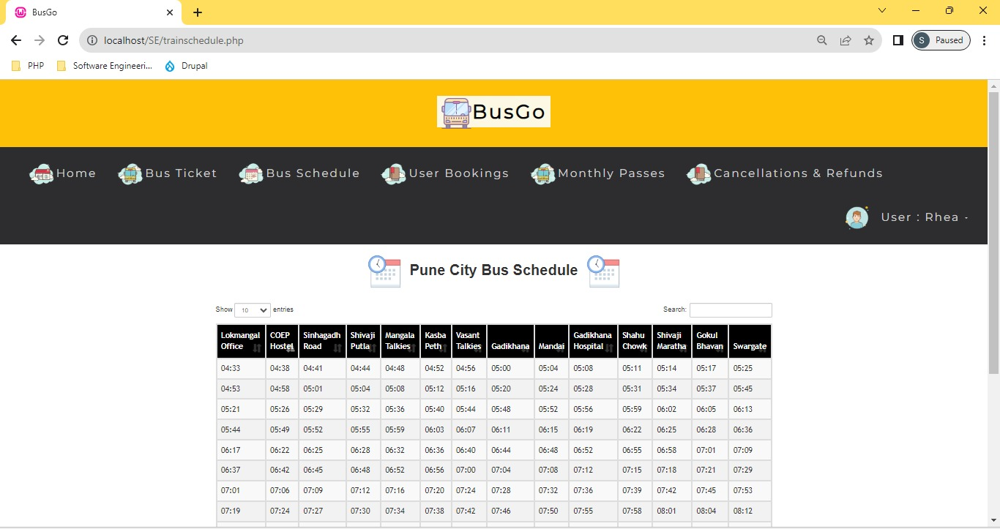 BusGo
localhost/SE/trainschedule.php
S Paused
PHP Software Engineeri... Drupal
BusGo
Home Bus Ticket Bus Schedule User Bookings Monthly Passes Cancellations & Refunds
User : Rhea -
Pune City Bus Schedule
Show 10 entries Search:
Lokmangal Office COEP Hostel Sinhagadh Road Shivaji Putla Mangala Talkies Kasba Peth Vasant Talkies Gadikhana Mandai Gadikhana Hospital Shahu Chowk Shivaji Maratha Gokul Bhavan Swargate
04:33 04:38 04:41 04:44 04:48 04:52 04:56 05:00 05:04 05:08 05:11 05:14 05:17 05:25
04:53 04:58 05:01 05:04 05:08 05:12 05:16 05:20 05:24 05:28 05:31 05:34 05:37 05:45
05:21 05:26 05:29 05:32 05:36 05:40 05:44 05:48 05:52 05:56 05:59 06:02 06:05 06:13
05:44 05:49 05:52 05:55 05:59 06:03 06:07 06:11 06:15 06:19 06:22 06:25 06:28 06:36
06:17 06:22 06:25 06:28 06:32 06:36 06:40 06:44 06:48 06:52 06:55 06:58 07:01 07:09
06:37 06:42 06:45 06:48 06:52 06:56 07:00 07:04 07:08 07:12 07:15 07:18 07:21 07:29
07:01 07:06 07:09 07:12 07:16 07:20 07:24 07:28 07:32 07:36 07:39 07:42 07:45 07:53
07:19 07:24 07:27 07:30 07:34 07:38 07:42 07:46 07:50 07:55 07:58 08:01 08:04 08:12